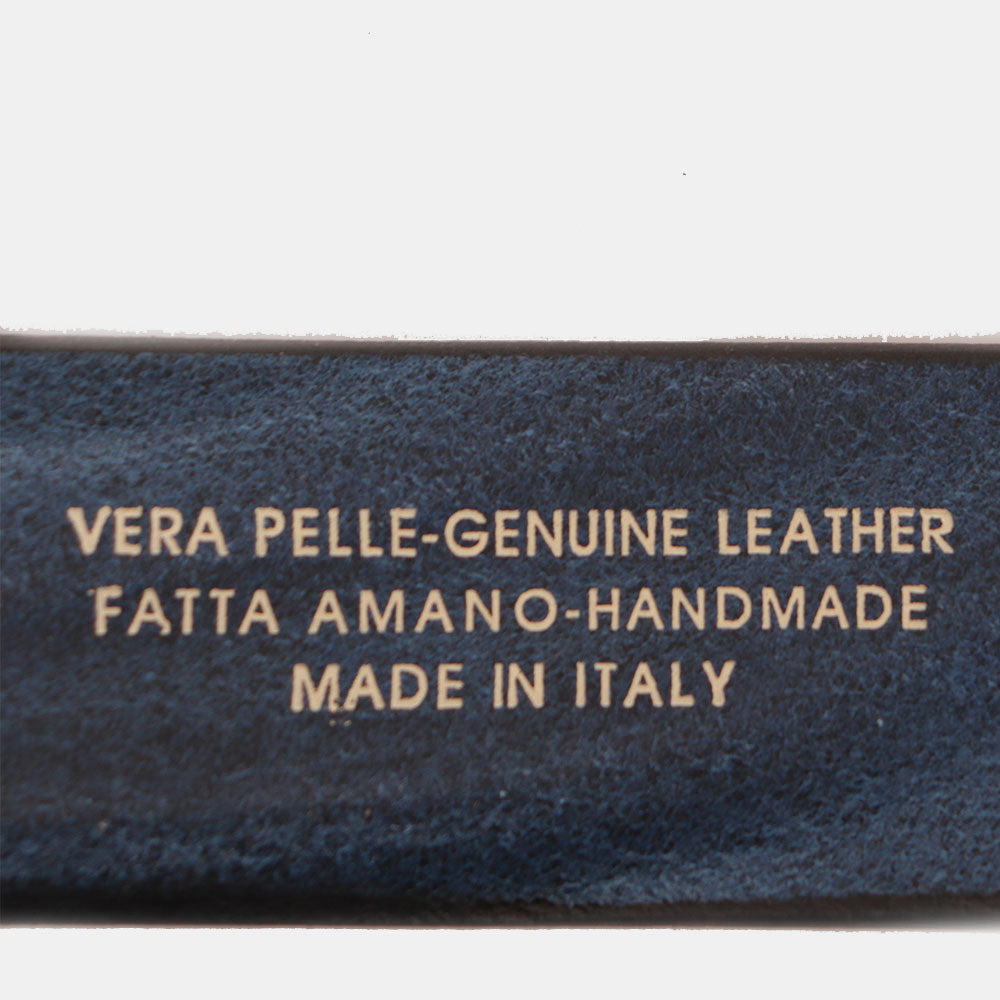 VERA PELLE-GENUINE LEATHER
FATTA AMANO-HANDMADE
MADE IN ITALY